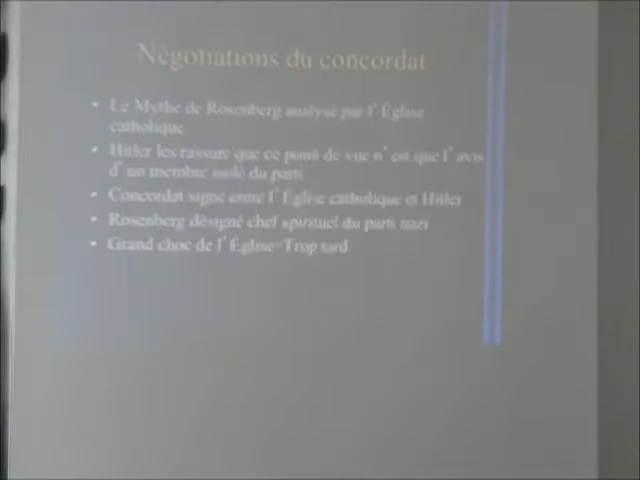 Négotiations du concordat
• Le Mythe de Rosenberg analysé par l'Église
catholique
• Hitler les rassure que ce point de vue n'est que l'avis
d'un membre isolé du parti
• Concordat signé entre l'Église catholique et Hitler
• Rosenberg désigné chef spirituel du parti nazi
• Grand choc de l'Église=Trop tard